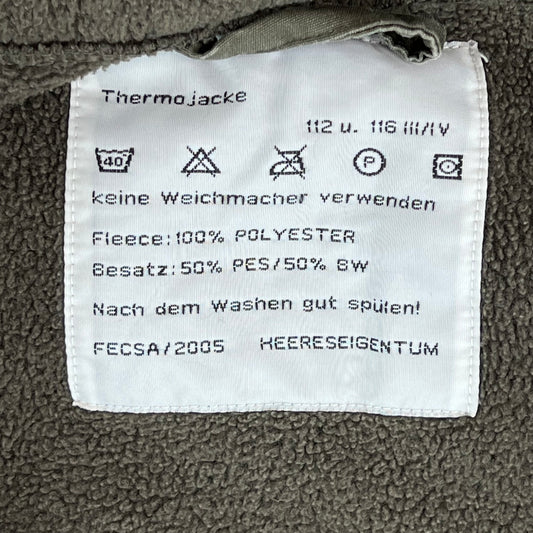 Thermojacke
112 u. 116 III/IV
40 P
keine Weichmacher verwenden
Fleece:100% POLYESTER
Besatz:50% PES/50% BW
Nach dem Washen gut spülen!
FECSA/2005 HEERESEIGENTUM